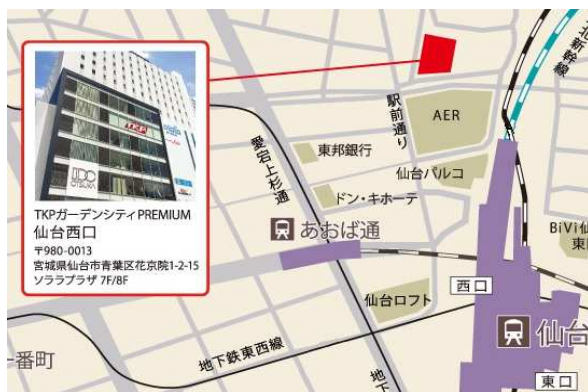 TKPガーデンシティPREMIUM
仙台西口
〒980-0013
宮城県仙台市青葉区花京院1-2-15
ソララプラザ 7F/8F
TKP
IDC
OTSUKA
愛宕上杉通
東邦銀行
ドン・キホーテ
あおば通
駅前通り
AER
仙台パルコ
北新幹線
BiVi仙
東
仙台ロフト
西口
仙台
東口
一番町
地下鉄東西線
地下